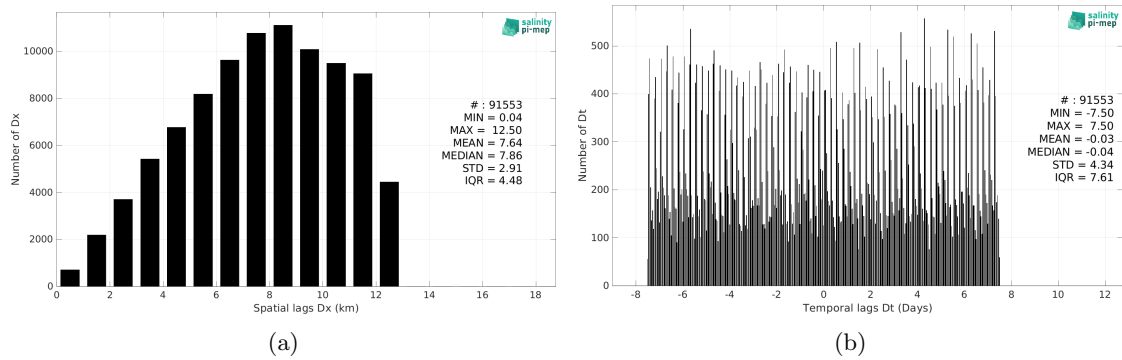 salinity
pi-mep
# : 91553
MIN = 0.04
MAX = 12.50
MEAN = 7.64
MEDIAN = 7.86
STD = 2.91
IQR = 4.48
Number of Dx
10000
8000
6000
4000
2000
0
0 2 4 6 8 10 12 14 16 18
Spatial lags Dx (km)
(a)
salinity
pi-mep
# : 91553
MIN = -7.50
MAX = 7.50
MEAN = -0.03
MEDIAN = -0.04
STD = 4.34
IQR = 7.61
Number of Dt
500
400
300
200
100
0
-8 -6 -4 -2 0 2 4 6 8 10 12
Temporal lags Dt (Days)
(b)